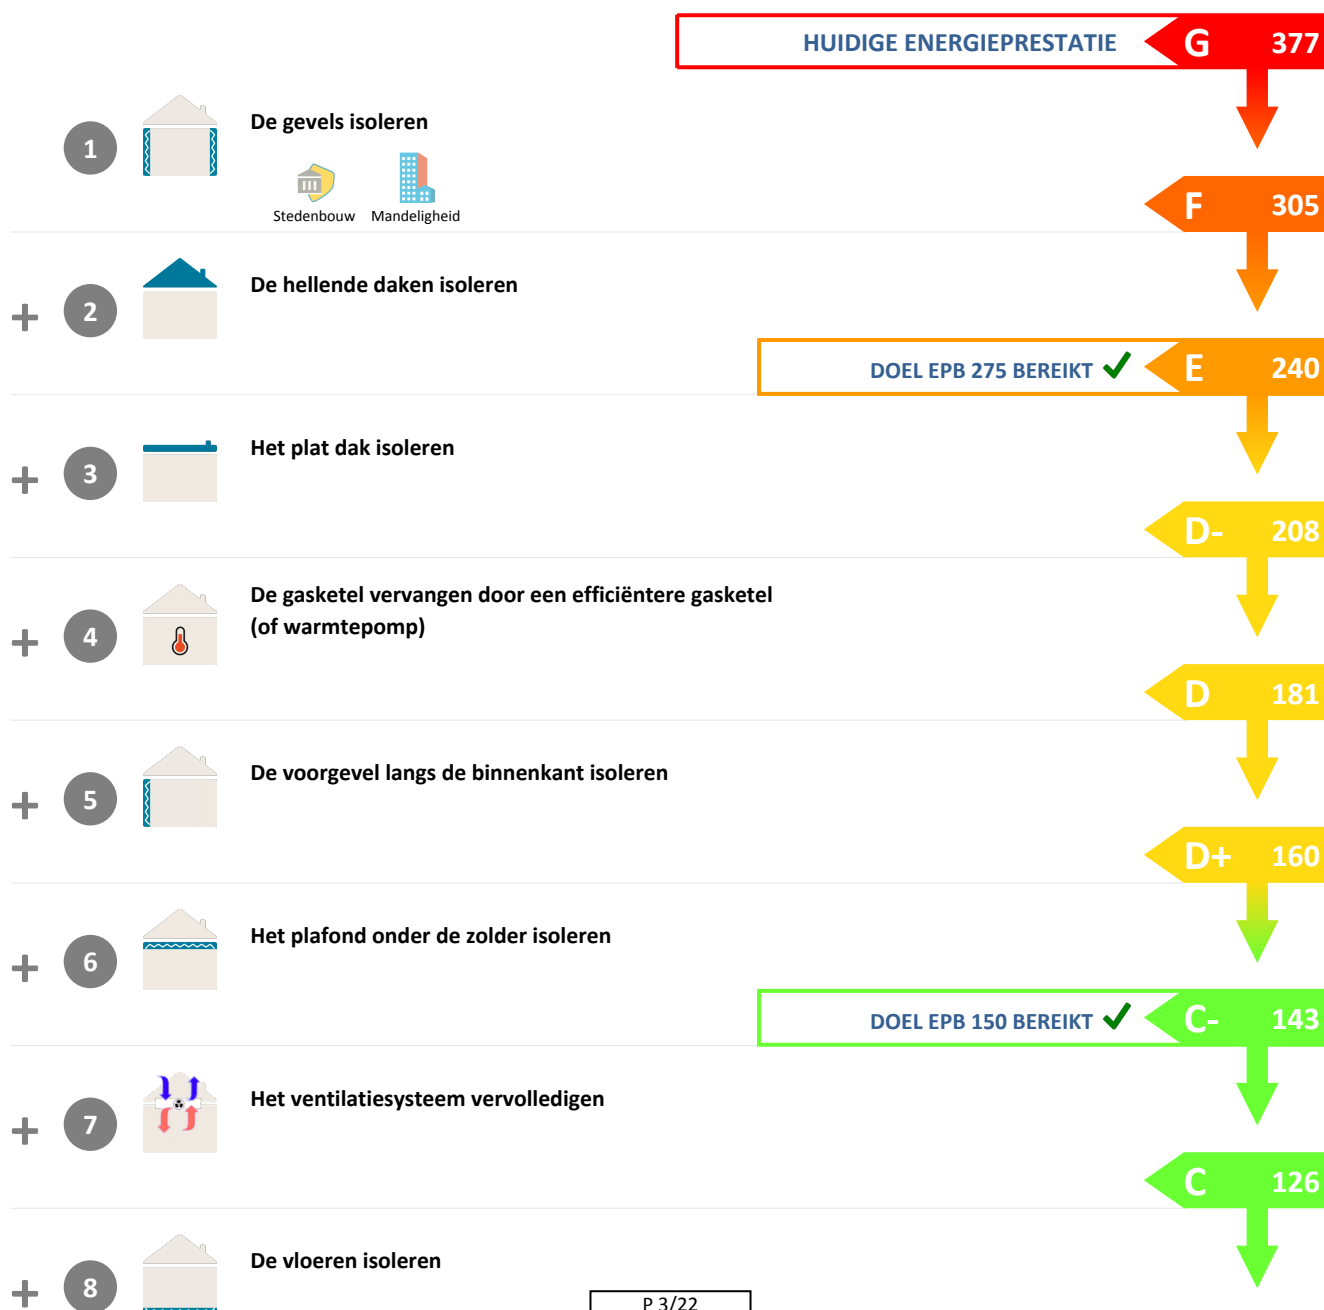 HUIDIGE ENERGIEPRESTATIE G 377
1 De gevels isoleren
Stedenbouw Mandeligheid
F 305
+ 2 De hellende daken isoleren
DOEL EPB 275 BEREIKT ✓ E 240
+ 3 Het plat dak isoleren
D- 208
+ 4 De gasketel vervangen door een efficiëntere gasketel
(of warmtepomp)
D 181
+ 5 De voorgevel langs de binnenkant isoleren
D+ 160
+ 6 Het plafond onder de zolder isoleren
DOEL EPB 150 BEREIKT ✓ C- 143
+ 7 Het ventilatiesysteem vervolledigen
C 126
+ 8 De vloeren isoleren
P 3/22